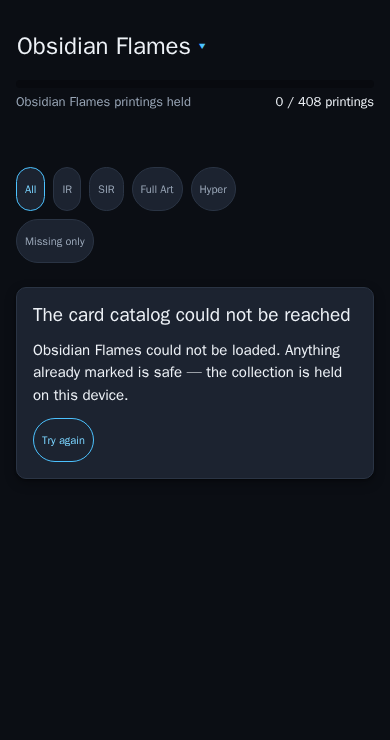 Obsidian Flames
Obsidian Flames printings held 0 / 408 printings
All IR SIR Full Art Hyper
Missing only
The card catalog could not be reached
Obsidian Flames could not be loaded. Anything
already marked is safe — the collection is held
on this device.
Try again